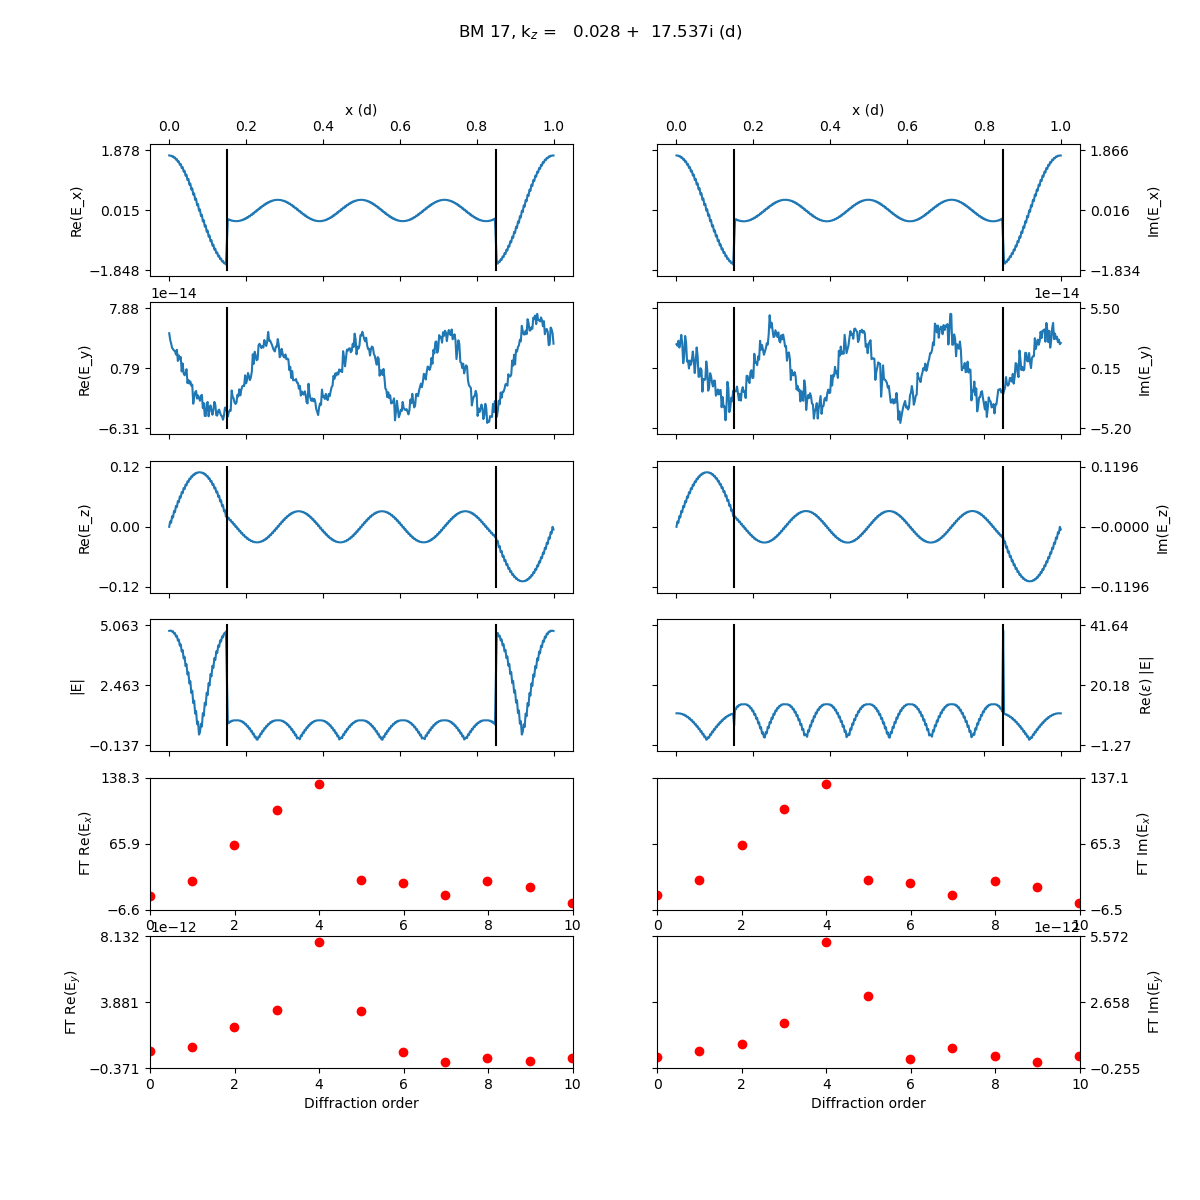 BM 17, k_z =   0.028 +  17.537i (d)
x (d)
x (d)
0.0 0.2 0.4 0.6 0.8 1.0
0.0 0.2 0.4 0.6 0.8 1.0
Re(E_x)
1.878
0.015
−1.848
1.866
0.016
−1.834
Im(E_x)
1e−14
1e−14
Re(E_y)
7.88
0.79
−6.31
5.50
0.15
−5.20
Im(E_y)
Re(E_z)
0.12
0.00
−0.12
0.1196
−0.0000
−0.1196
Im(E_z)
|E|
5.063
2.463
−0.137
41.64
20.18
−1.27
Re(ε) |E|
FT Re(E_x)
138.3
65.9
−6.6
0 2 4 6 8 10
137.1
65.3
−6.5
0 2 4 6 8 10
FT Im(E_x)
1e−12
1e−12
FT Re(E_y)
8.132
3.881
−0.371
0 2 4 6 8 10
5.572
2.658
−0.255
0 2 4 6 8 10
FT Im(E_y)
Diffraction order
Diffraction order